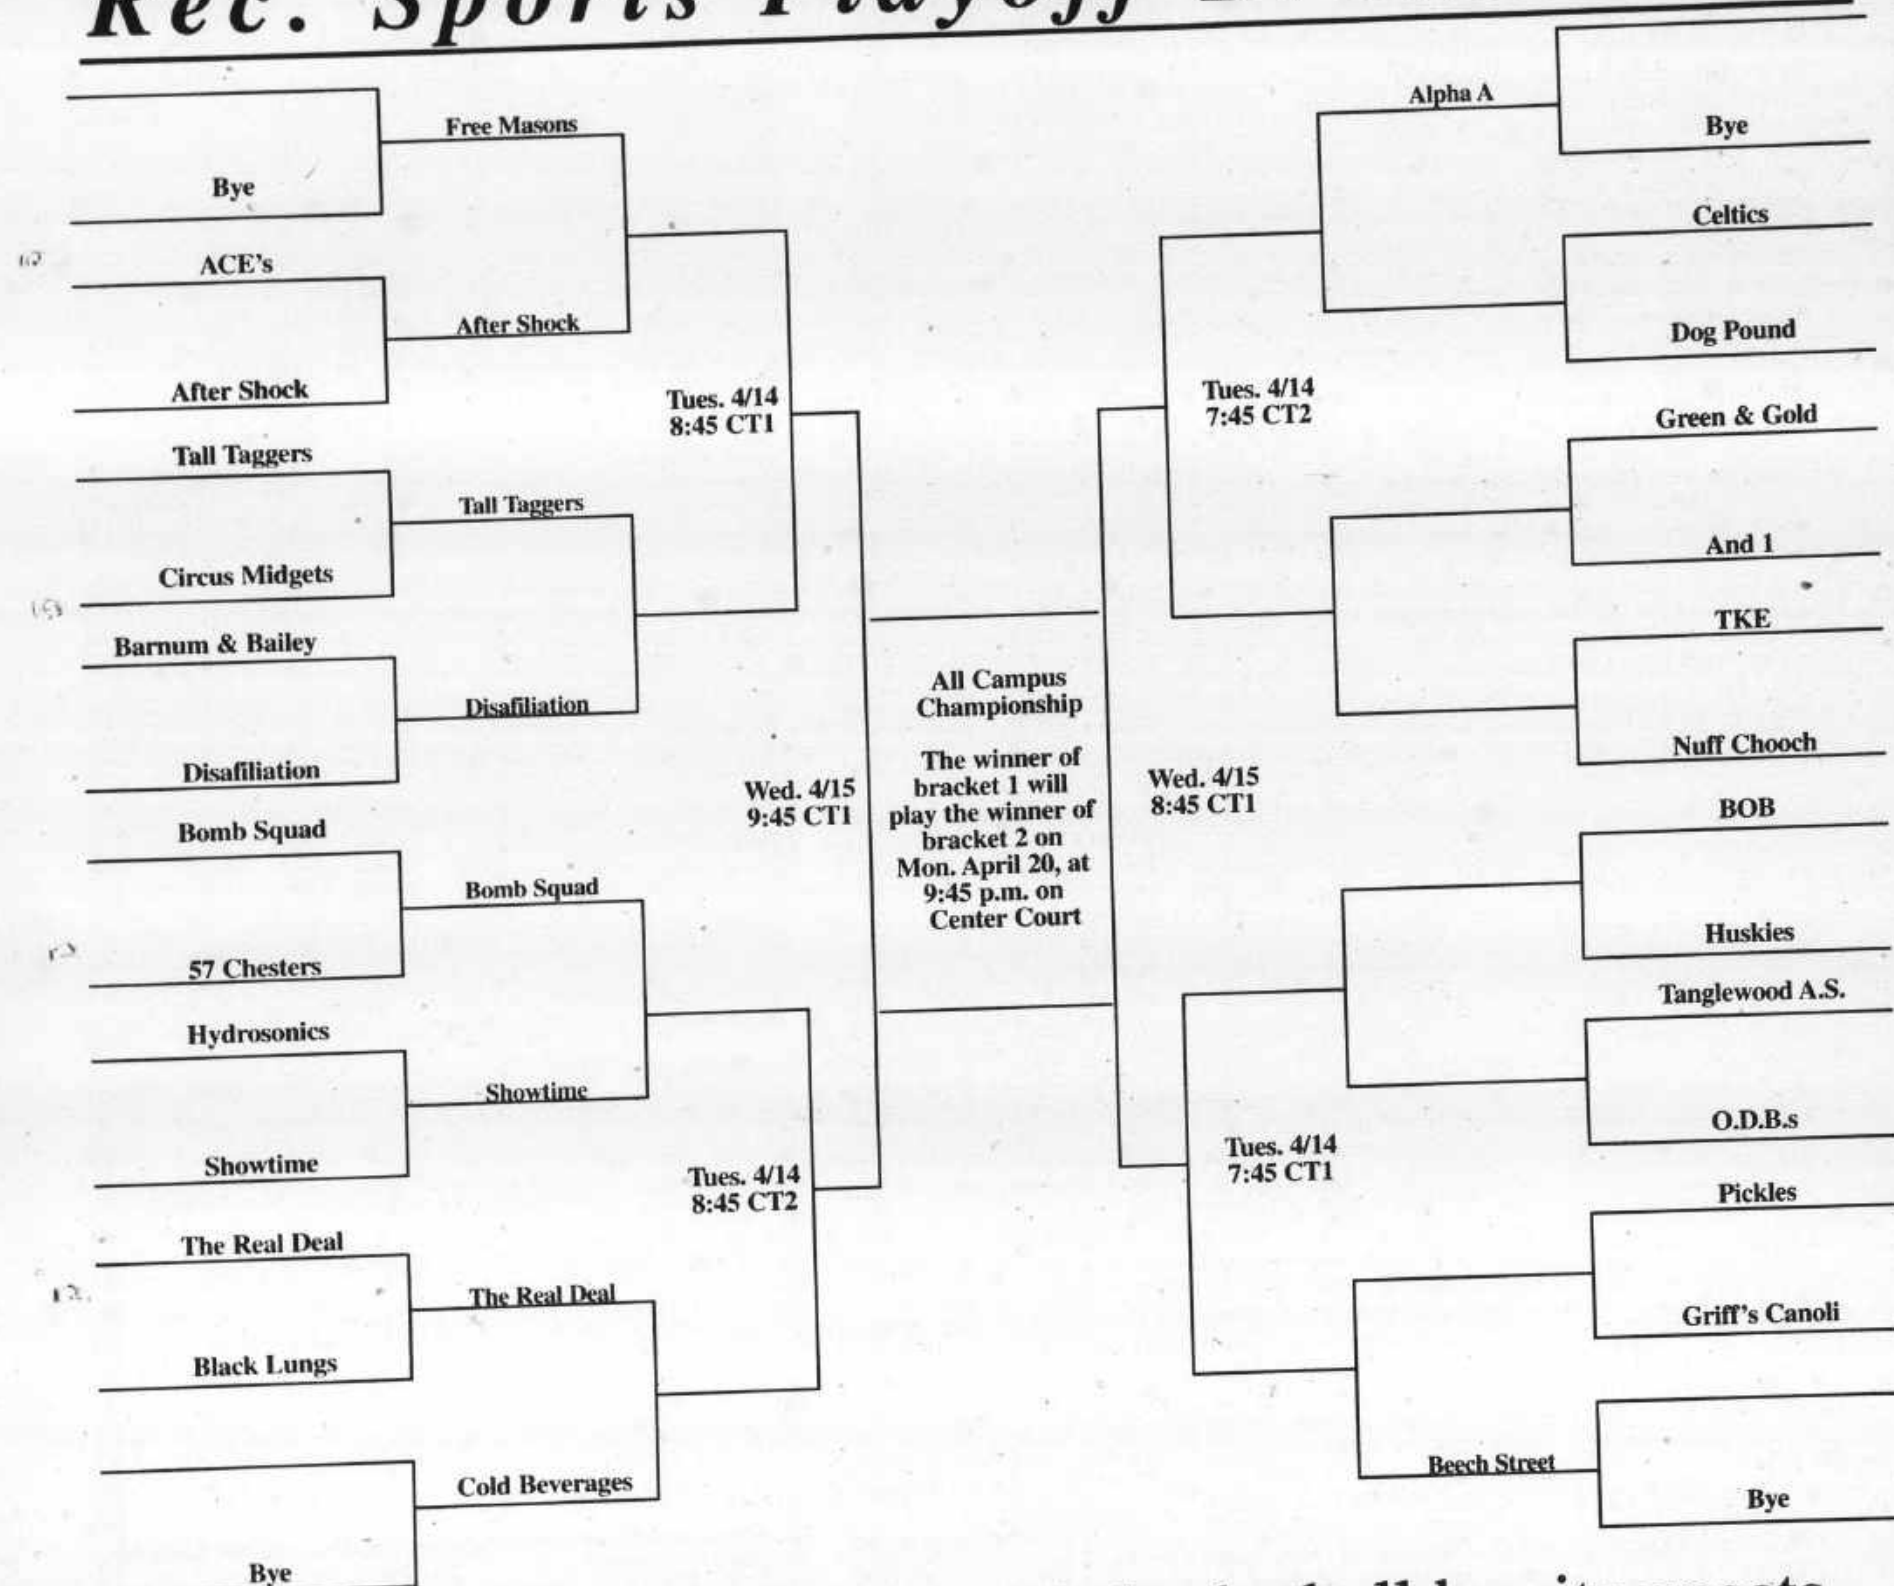 Rec. Sports Playoff
Bye
ACE's
After Shock
Tall Taggers
Circus Midgets
Barnum & Bailey
Disafiliation
Bomb Squad
57 Chesters
Hydrosonics
Showtime
The Real Deal
Black Lungs
Bye
Free Masons
After Shock
Tall Taggers
Disafiliation
Bomb Squad
Showtime
The Real Deal
Cold Beverages
Tues. 4/14
8:45 CT1
Tues. 4/14
8:45 CT2
Wed. 4/15
9:45 CT1
All Campus
Championship
The winner of
bracket 1 will
play the winner of
bracket 2 on
Mon. April 20, at
9:45 p.m. on
Center Court
Wed. 4/15
8:45 CT1
Tues. 4/14
7:45 CT2
Tues. 4/14
7:45 CT1
Alpha A
Beech Street
Bye
Celtics
Dog Pound
Green & Gold
And 1
TKE
Nuff Chooch
BOB
Huskies
Tanglewood A.S.
O.D.B.s
Pickles
Griff's Canoli
Bye